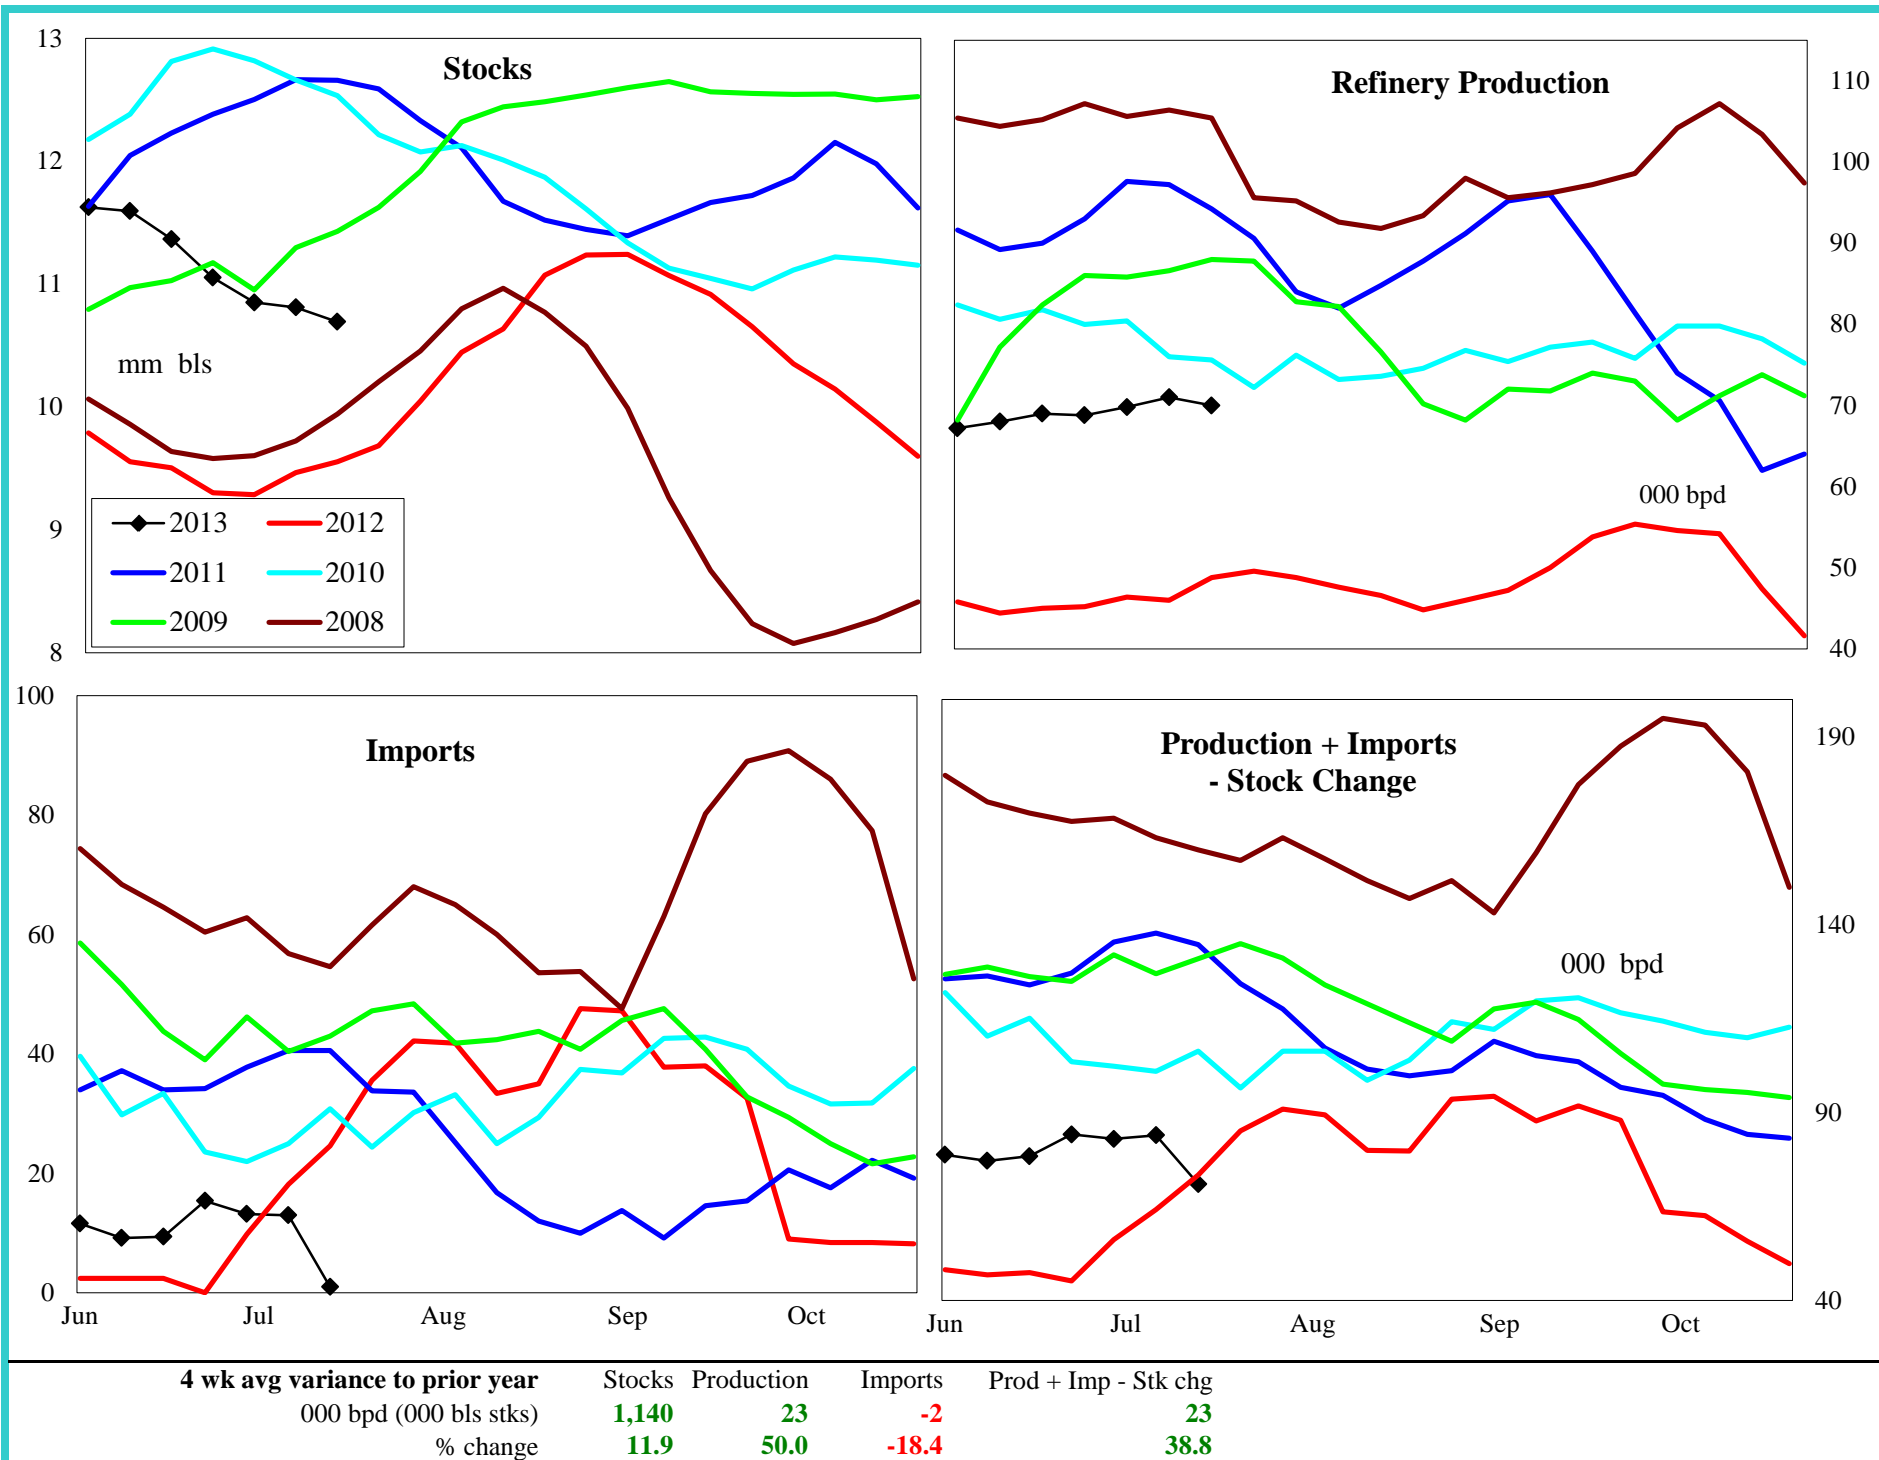 Stocks
13
12
11
10
9
8
mm  bls
2013
2012
2011
2010
2009
2008
Refinery Production
110
100
90
80
70
60
50
40
000 bpd
Imports
100
80
60
40
20
0
Jun
Jul
Aug
Sep
Oct
Production + Imports
- Stock Change
190
140
90
40
000  bpd
Jun
Jul
Aug
Sep
Oct
4 wk avg variance to prior year Stocks Production Imports Prod + Imp - Stk chg
000 bpd (000 bls stks) 1,140 23 -2 23
% change 11.9 50.0 -18.4 38.8